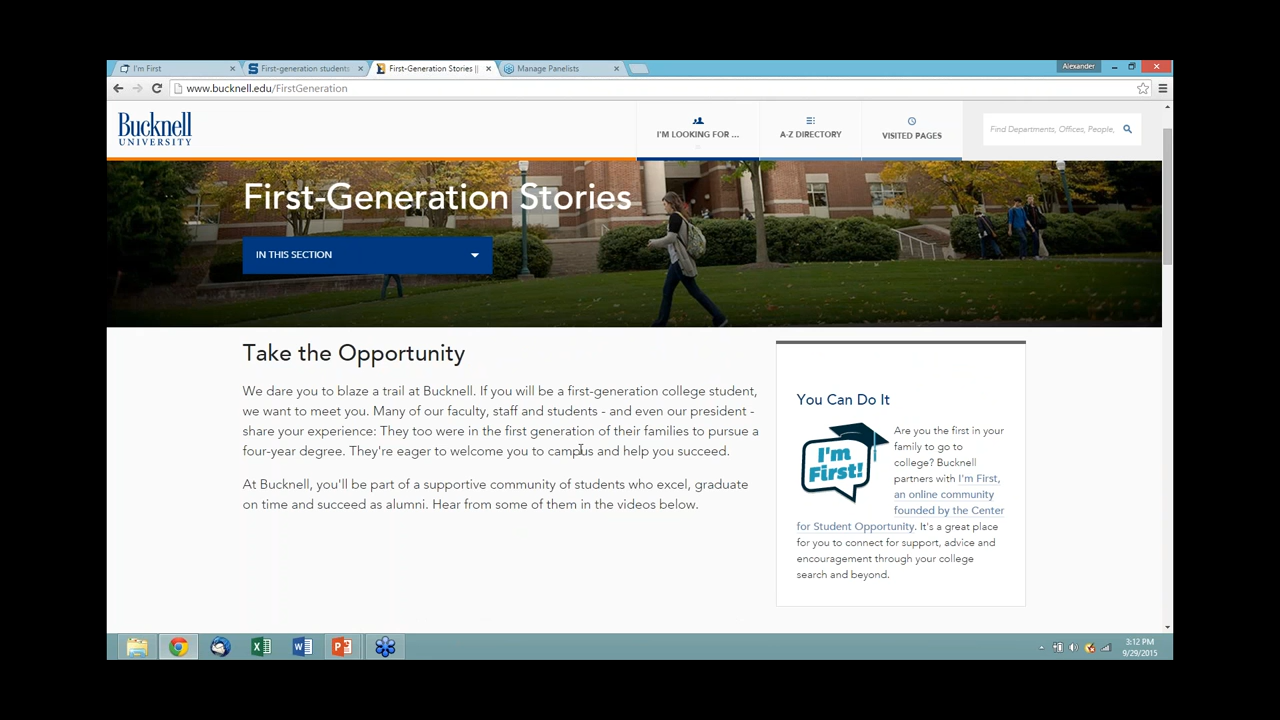 I'm First
First-generation students
First-Generation Stories ||
Manage Panelists
Alexander
www.bucknell.edu/FirstGeneration
Bucknell
UNIVERSITY
I'M LOOKING FOR ...
A-Z DIRECTORY
VISITED PAGES
Find Departments, Offices, People,
First-Generation Stories
IN THIS SECTION
Take the Opportunity
We dare you to blaze a trail at Bucknell. If you will be a first-generation college student,
we want to meet you. Many of our faculty, staff and students - and even our president -
share your experience: They too were in the first generation of their families to pursue a
four-year degree. They're eager to welcome you to campus and help you succeed.
At Bucknell, you'll be part of a supportive community of students who excel, graduate
on time and succeed as alumni. Hear from some of them in the videos below.
You Can Do It
I'm
First!
Are you the first in your
family to go to
college? Bucknell
partners with I'm First,
an online community
founded by the Center
for Student Opportunity. It's a great place
for you to connect for support, advice and
encouragement through your college
search and beyond.
3:12 PM
9/29/2015